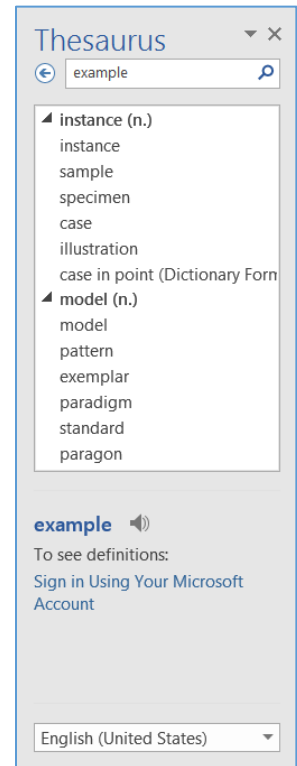 Thesaurus
example
instance (n.)
instance
sample
specimen
case
illustration
case in point (Dictionary Form
model (n.)
model
pattern
exemplar
paradigm
standard
paragon
example
To see definitions:
Sign in Using Your Microsoft
Account
English (United States)